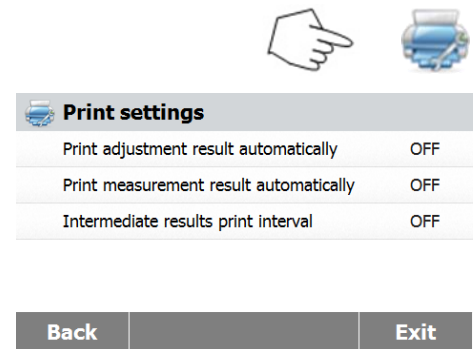 Print settings
Print adjustment result automatically OFF
Print measurement result automatically OFF
Intermediate results print interval OFF
Back Exit